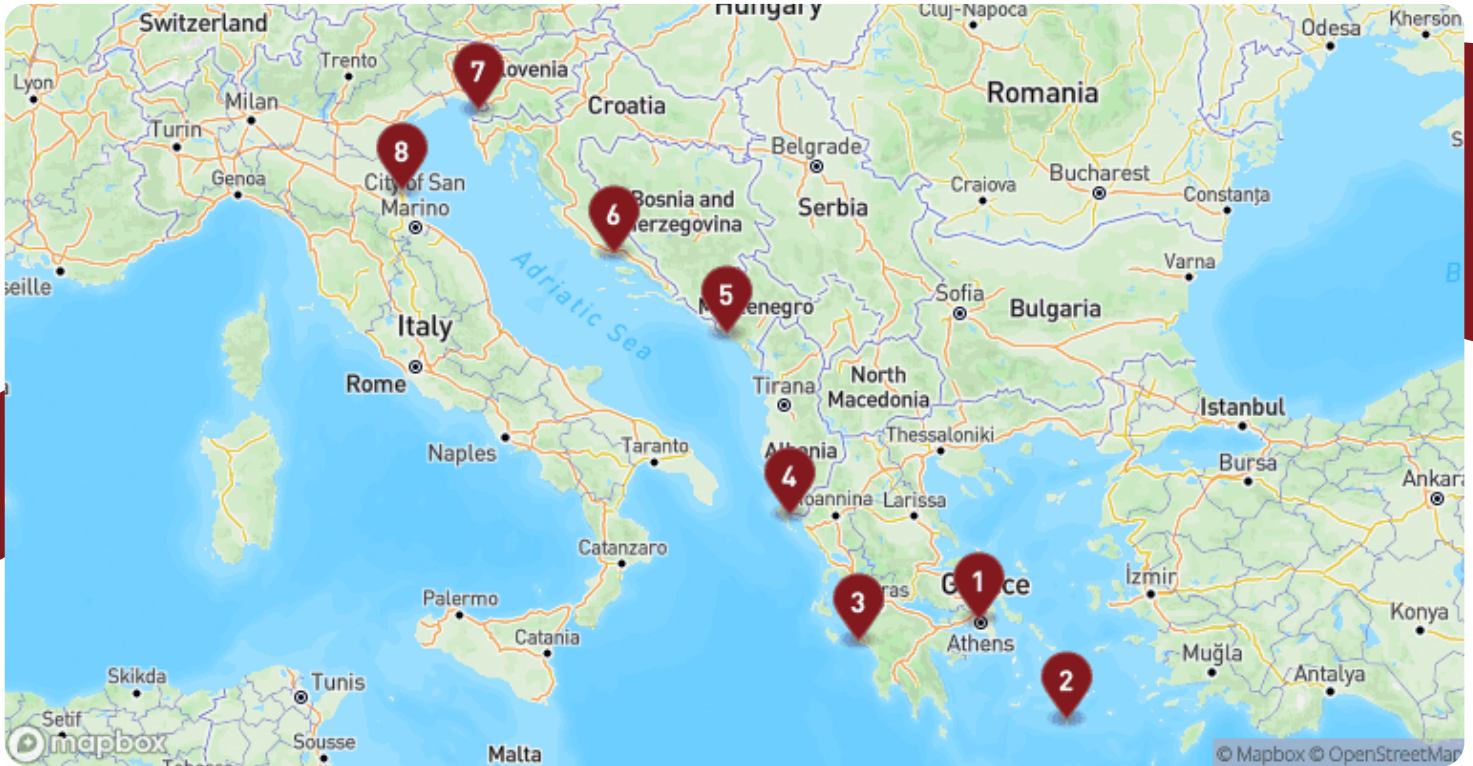 Hungary
Cluj-Napoca
Kherson
Switzerland
Odesa
Trento
7
lovenia
Lyon
Milan
Croatia
Romania
Turin
8
Belgrade
Genoa
City of San
Marino
Craiova
Bucharest
Constanța
6
Bosnia and
erzegovina
Serbia
Varna
seille
Adriatic Sea
5
Montenegro
Sofia
Bulgaria
B
Italy
Rome
Tirana
North
Macedonia
Istanbul
Naples
Taranto
Thessaloniki
Albania
4
Ioannina
Larissa
Bursa
Ankara
Catanzaro
1
Greece
İzmir
3
ras
Palermo
Athens
Konya
Catania
2
Muğla
Antalya
Skikda
Tunis
Setif
mapbox
Sousse
Malta
© Mapbox © OpenStreetMap